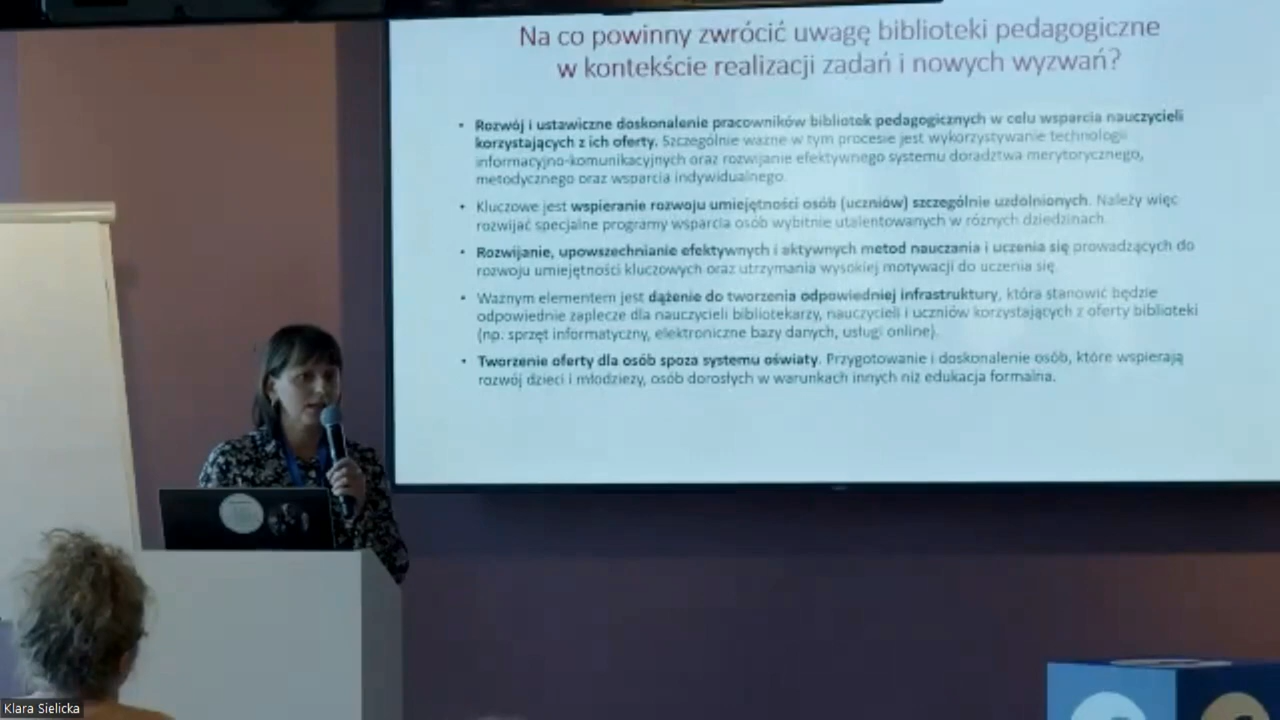 Na co powinny zwrócić uwagę biblioteki pedagogiczne
w kontekście realizacji zadań i nowych wyzwań?
• Rozwój i ustawiczne doskonalenie pracowników bibliotek pedagogicznych w celu wsparcia nauczycieli
korzystających z ich oferty. Szczególnie ważne w tym procesie jest wykorzystywanie technologii
informacyjno-komunikacyjnych oraz rozwijanie efektywnego systemu doradztwa merytorycznego,
metodycznego oraz wsparcia indywidualnego.
• Kluczowe jest wspieranie rozwoju umiejętności osób (uczniów) szczególnie uzdolnionych. Należy więc
rozwijać specjalne programy wsparcia osób wybitnie utalentowanych w różnych dziedzinach.
• Rozwijanie, upowszechnianie efektywnych i aktywnych metod nauczania i uczenia się prowadzących do
rozwoju umiejętności kluczowych oraz utrzymania wysokiej motywacji do uczenia się.
• Ważnym elementem jest dążenie do tworzenia odpowiedniej infrastruktury, która stanowić będzie
odpowiednie zaplecze dla nauczycieli bibliotekarzy, nauczycieli i uczniów korzystających z oferty biblioteki
(np. sprzęt informatyczny, elektroniczne bazy danych, usługi online).
• Tworzenie oferty dla osób spoza systemu oświaty. Przygotowanie i doskonalenie osób, które wspierają
rozwój dzieci i młodzieży, osób dorosłych w warunkach innych niż edukacja formalna.
Klara Sielicka